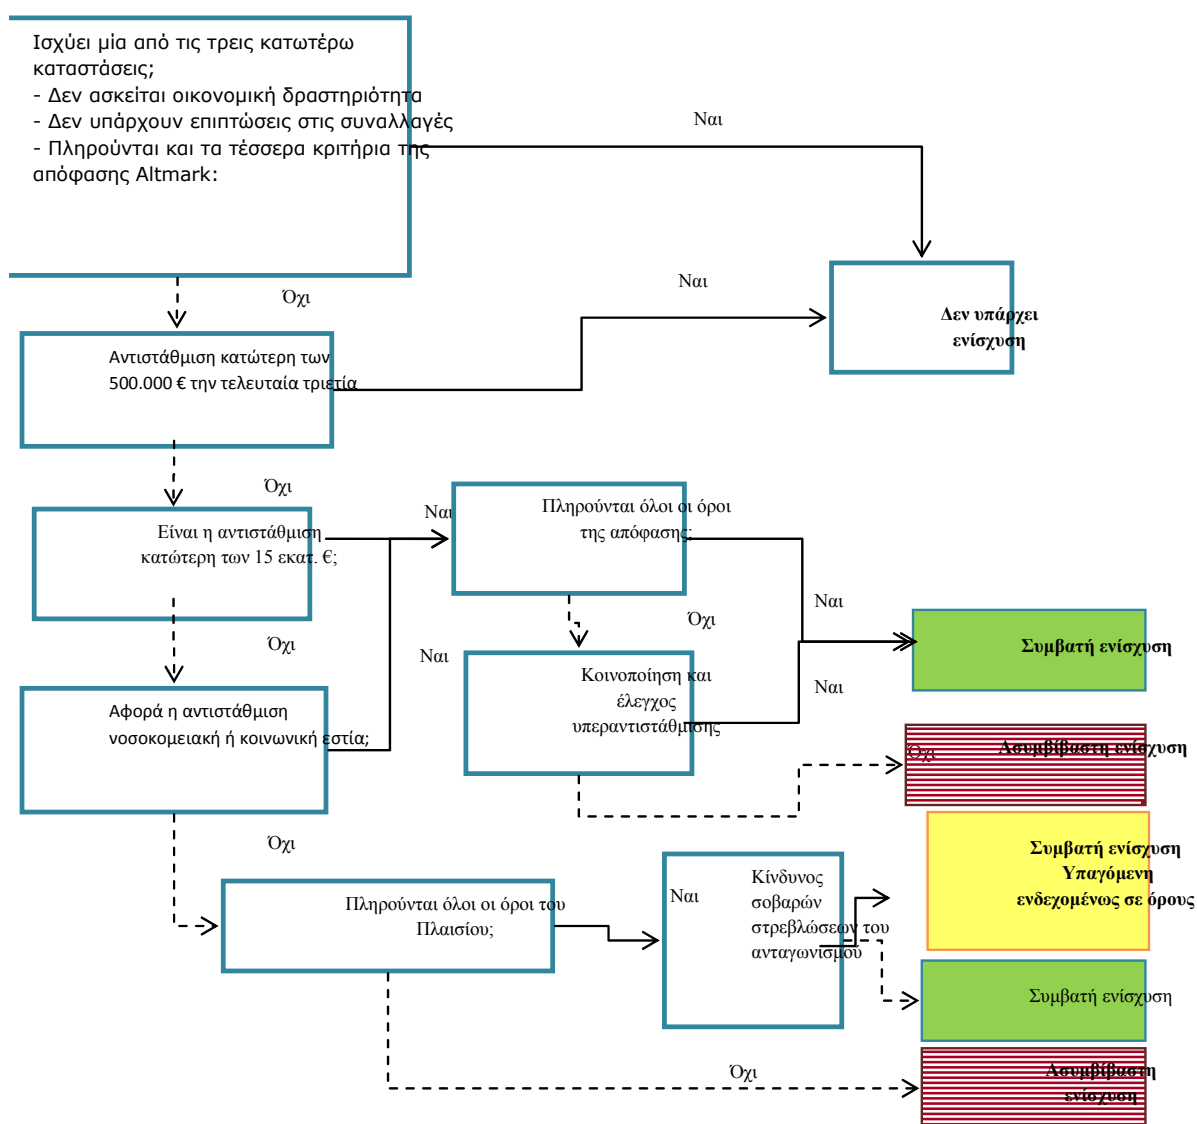 Ισχύει μία από τις τρεις κατωτέρω
καταστάσεις;
- Δεν ασκείται οικονομική δραστηριότητα
- Δεν υπάρχουν επιπτώσεις στις συναλλαγές
- Πληρούνται και τα τέσσερα κριτήρια της
απόφασης Altmark:
Ναι
Όχι
Ναι
Δεν υπάρχει
ενίσχυση
Αντιστάθμιση κατώτερη των
500.000 € την τελευταία τριετία
Όχι
Είναι η αντιστάθμιση
κατώτερη των 15 εκατ. €;
Ναι
Πληρούνται όλοι οι όροι
της απόφασης;
Όχι
Ναι
Όχι
Ναι
Συμβατή ενίσχυση
Αφορά η αντιστάθμιση
νοσοκομειακή ή κοινωνική εστία;
Κοινοποίηση και
έλεγχος
υπεραντιστάθμισης
Ναι
Όχι
Ασυμβίβαστη ενίσχυση
Όχι
Πληρούνται όλοι οι όροι του
Πλαισίου;
Ναι
Κίνδυνος
σοβαρών
στρεβλώσεων του
ανταγωνισμού
Συμβατή ενίσχυση
Υπαγόμενη
ενδεχομένως σε όρους
Συμβατή ενίσχυση
Όχι
Ασυμβίβαστη
ενίσχυση